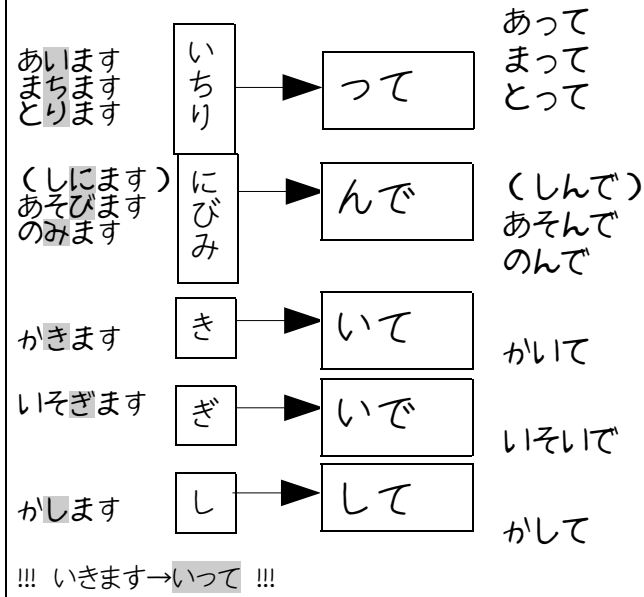 あいます
まちます
とります
い
ち
り
って
あって
まって
とって
(しにます)
あそびます
のみます
に
び
み
んで
(しんで)
あそんで
のんで
かきます
き
いて
かいて
いそぎます
ぎ
いで
いそいで
かします
し
して
かして
!!! いきます→いって !!!